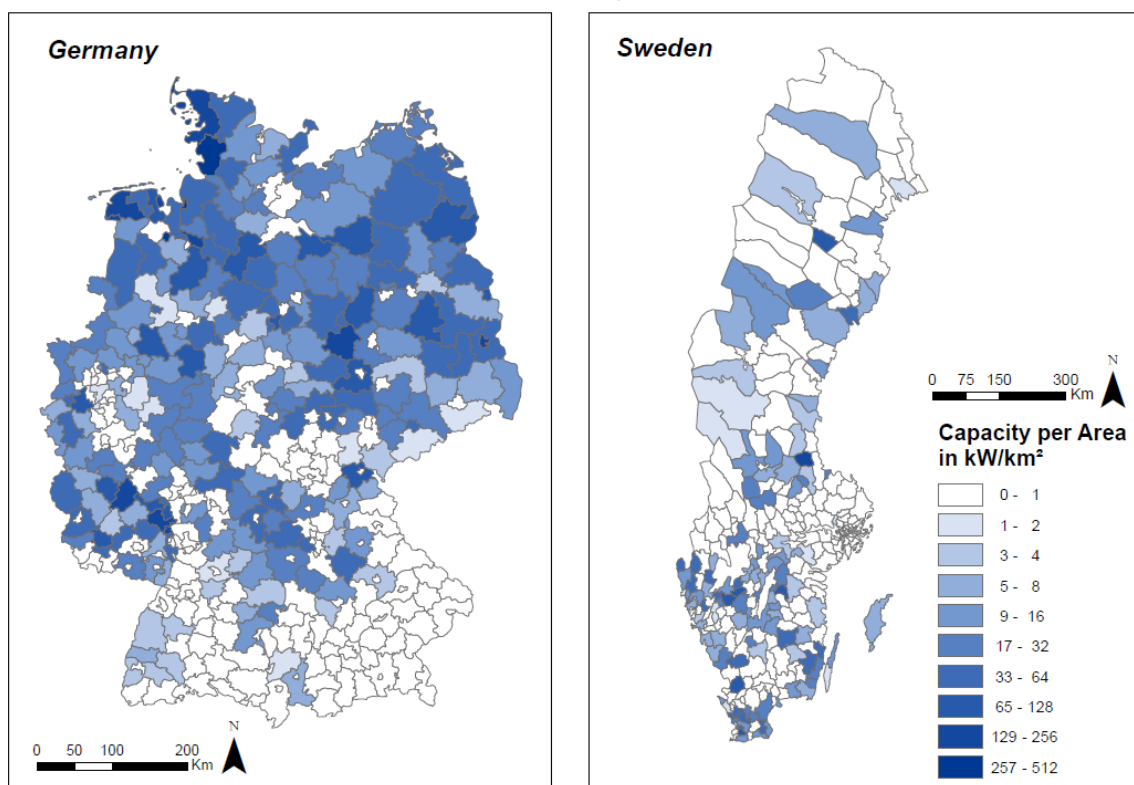 Germany
N
0 50 100 200
Km
Sweden
N
0 75 150 300
Km
Capacity per Area
in kW/km²
0 - 1
1 - 2
3 - 4
5 - 8
9 - 16
17 - 32
33 - 64
65 - 128
129 - 256
257 - 512